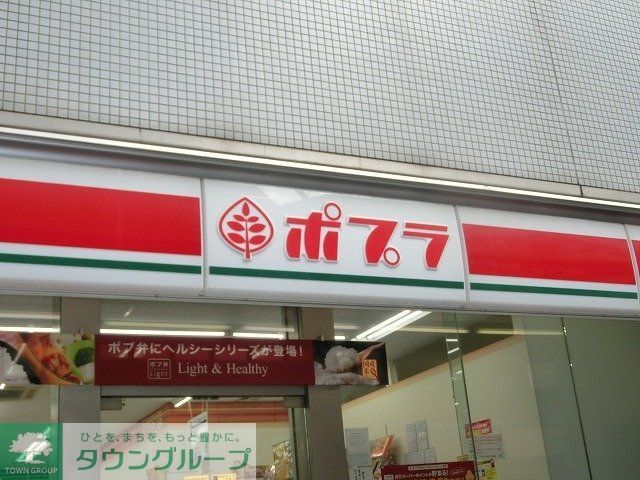 ポプラ
ポプ弁にヘルシーシリーズが登場!
ポプ弁
Light
Light & Healthy
ひとを、まちを、もっと豊かに。
タウングループ
TOWN GROUP